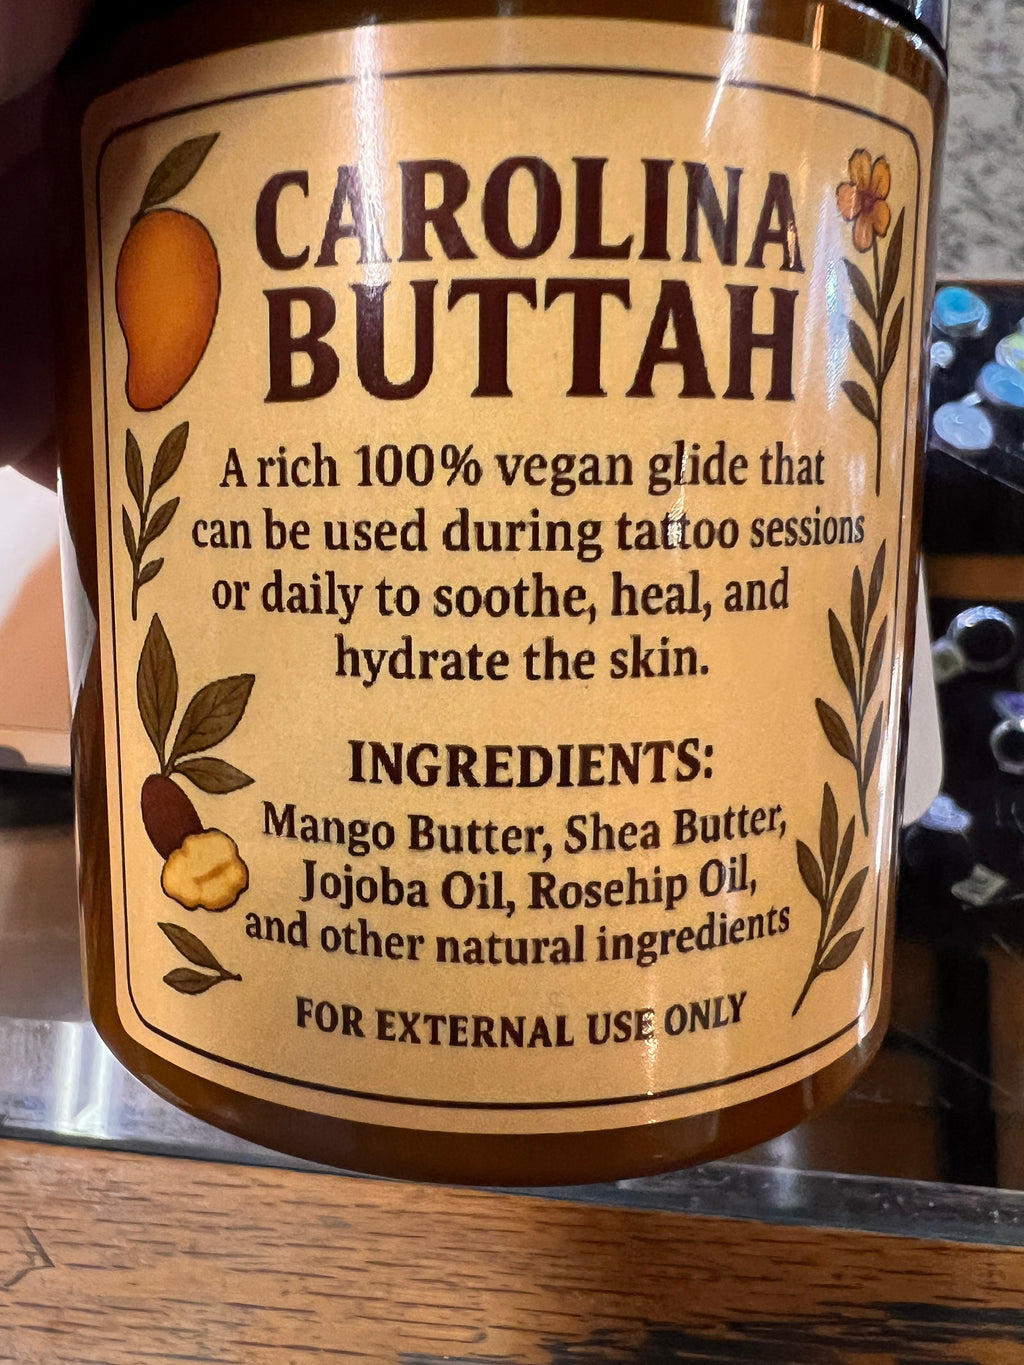 CAROLINA
BUTTAH
A rich 100% vegan glide that
can be used during tattoo sessions
or daily to soothe, heal, and
hydrate the skin.
INGREDIENTS:
Mango Butter, Shea Butter,
Jojoba Oil, Rosehip Oil,
and other natural ingredients
FOR EXTERNAL USE ONLY